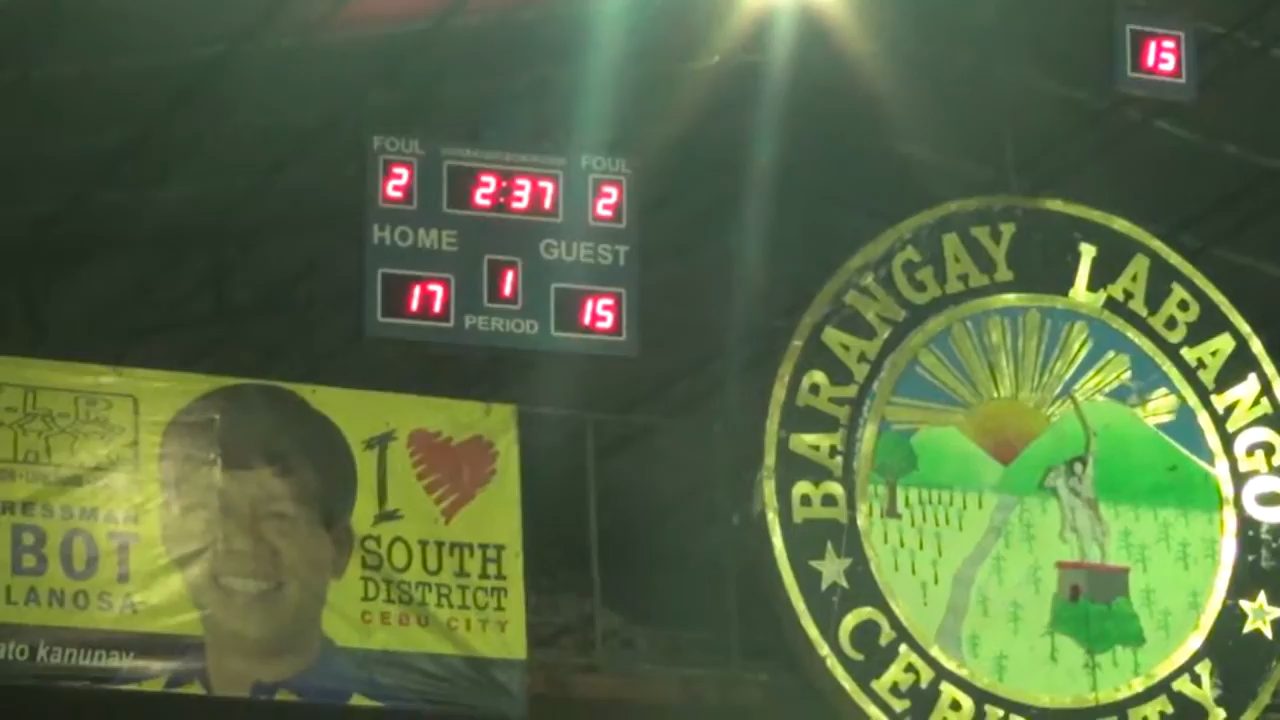 15
FOUL FOUL
2 2:37 2
HOME GUEST
17 1 15
PERIOD
BARANGAY LABANGO
CEBU
I
SOUTH
DISTRICT
CEBU CITY
RESSMAN
BOT
LANOSA
ato kanunay